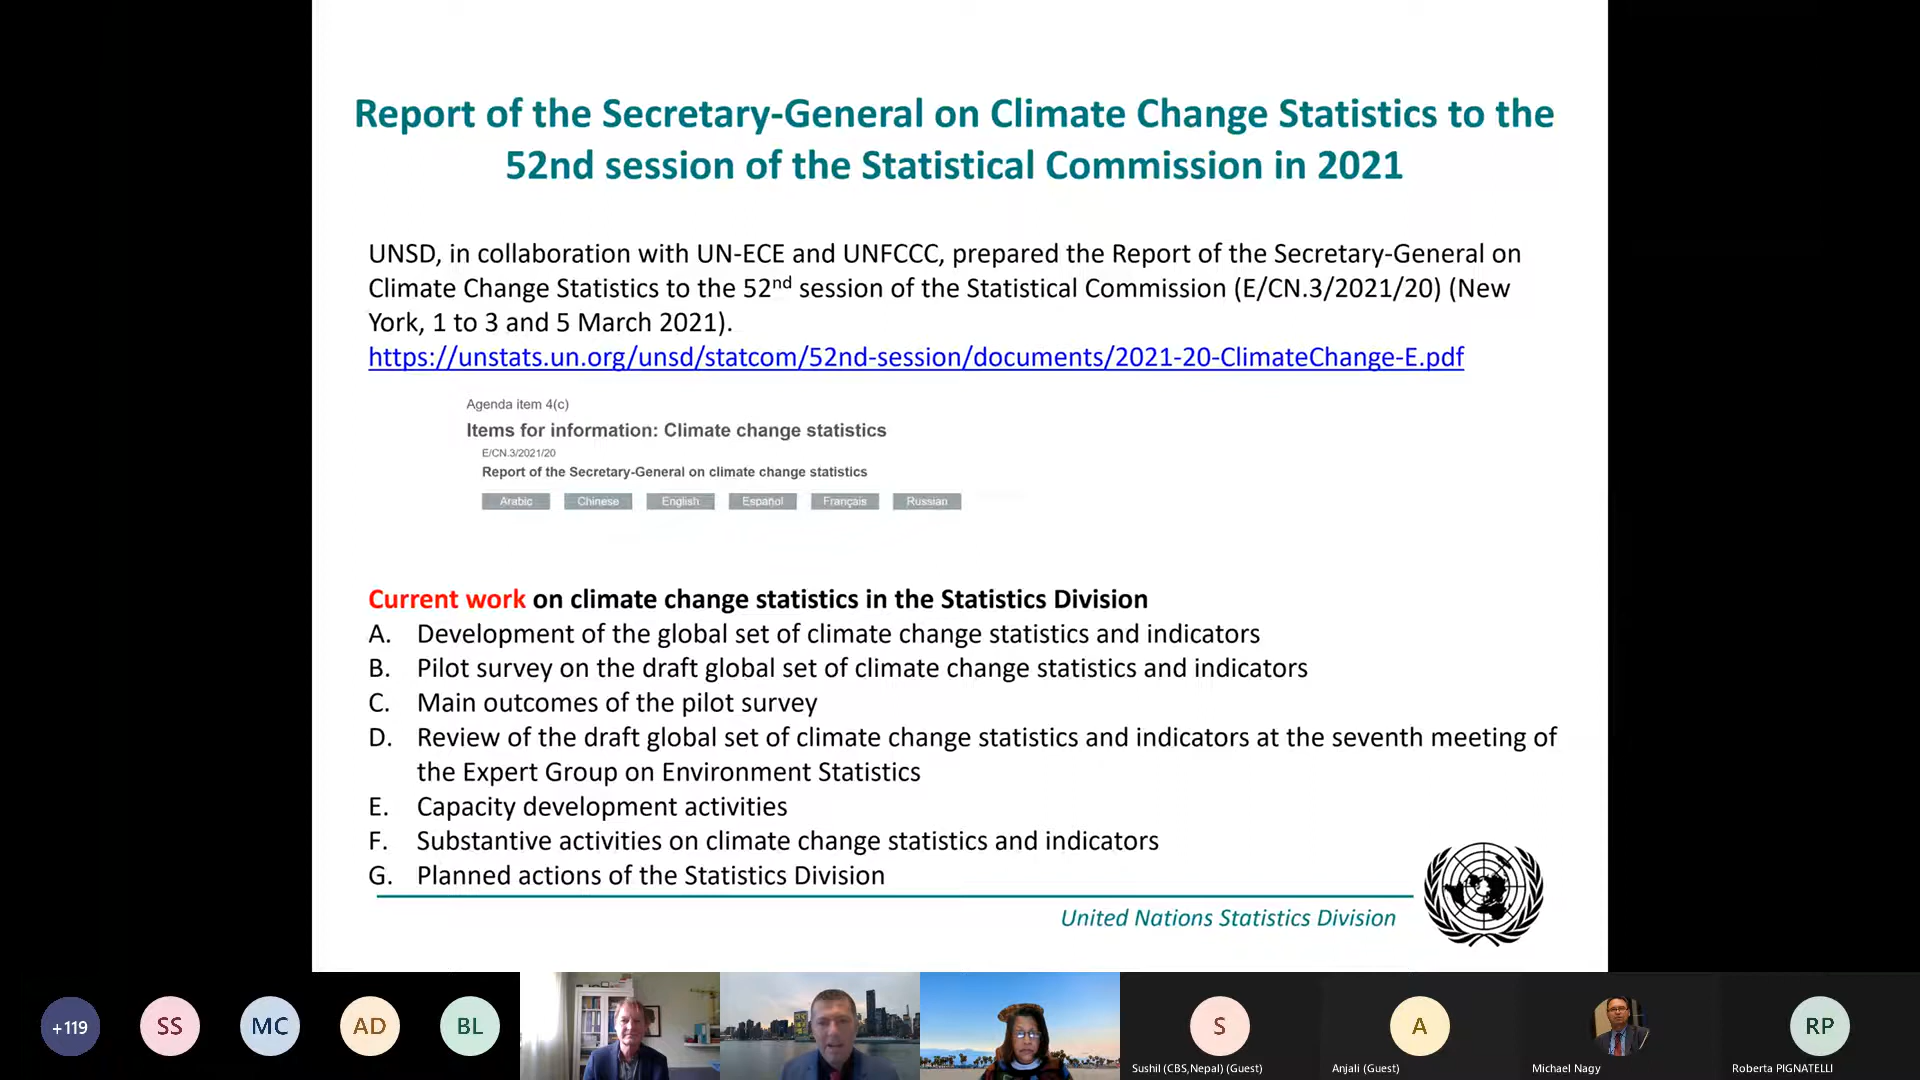 Report of the Secretary-General on Climate Change Statistics to the
52nd session of the Statistical Commission in 2021
UNSD, in collaboration with UN-ECE and UNFCCC, prepared the Report of the Secretary-General on
Climate Change Statistics to the 52nd session of the Statistical Commission (E/CN.3/2021/20) (New
York, 1 to 3 and 5 March 2021).
https://unstats.un.org/unsd/statcom/52nd-session/documents/2021-20-ClimateChange-E.pdf
Agenda item 4(c)
Items for information: Climate change statistics
E/CN.3/2021/20
Report of the Secretary-General on climate change statistics
Arabic Chinese English Español Français Russian
Current work on climate change statistics in the Statistics Division
A. Development of the global set of climate change statistics and indicators
B. Pilot survey on the draft global set of climate change statistics and indicators
C. Main outcomes of the pilot survey
D. Review of the draft global set of climate change statistics and indicators at the seventh meeting of
the Expert Group on Environment Statistics
E. Capacity development activities
F. Substantive activities on climate change statistics and indicators
G. Planned actions of the Statistics Division
United Nations Statistics Division
+119 SS MC AD BL S A RP
Sushil (CBS,Nepal) (Guest) Anjali (Guest) Michael Nagy Roberta PIGNATELLI